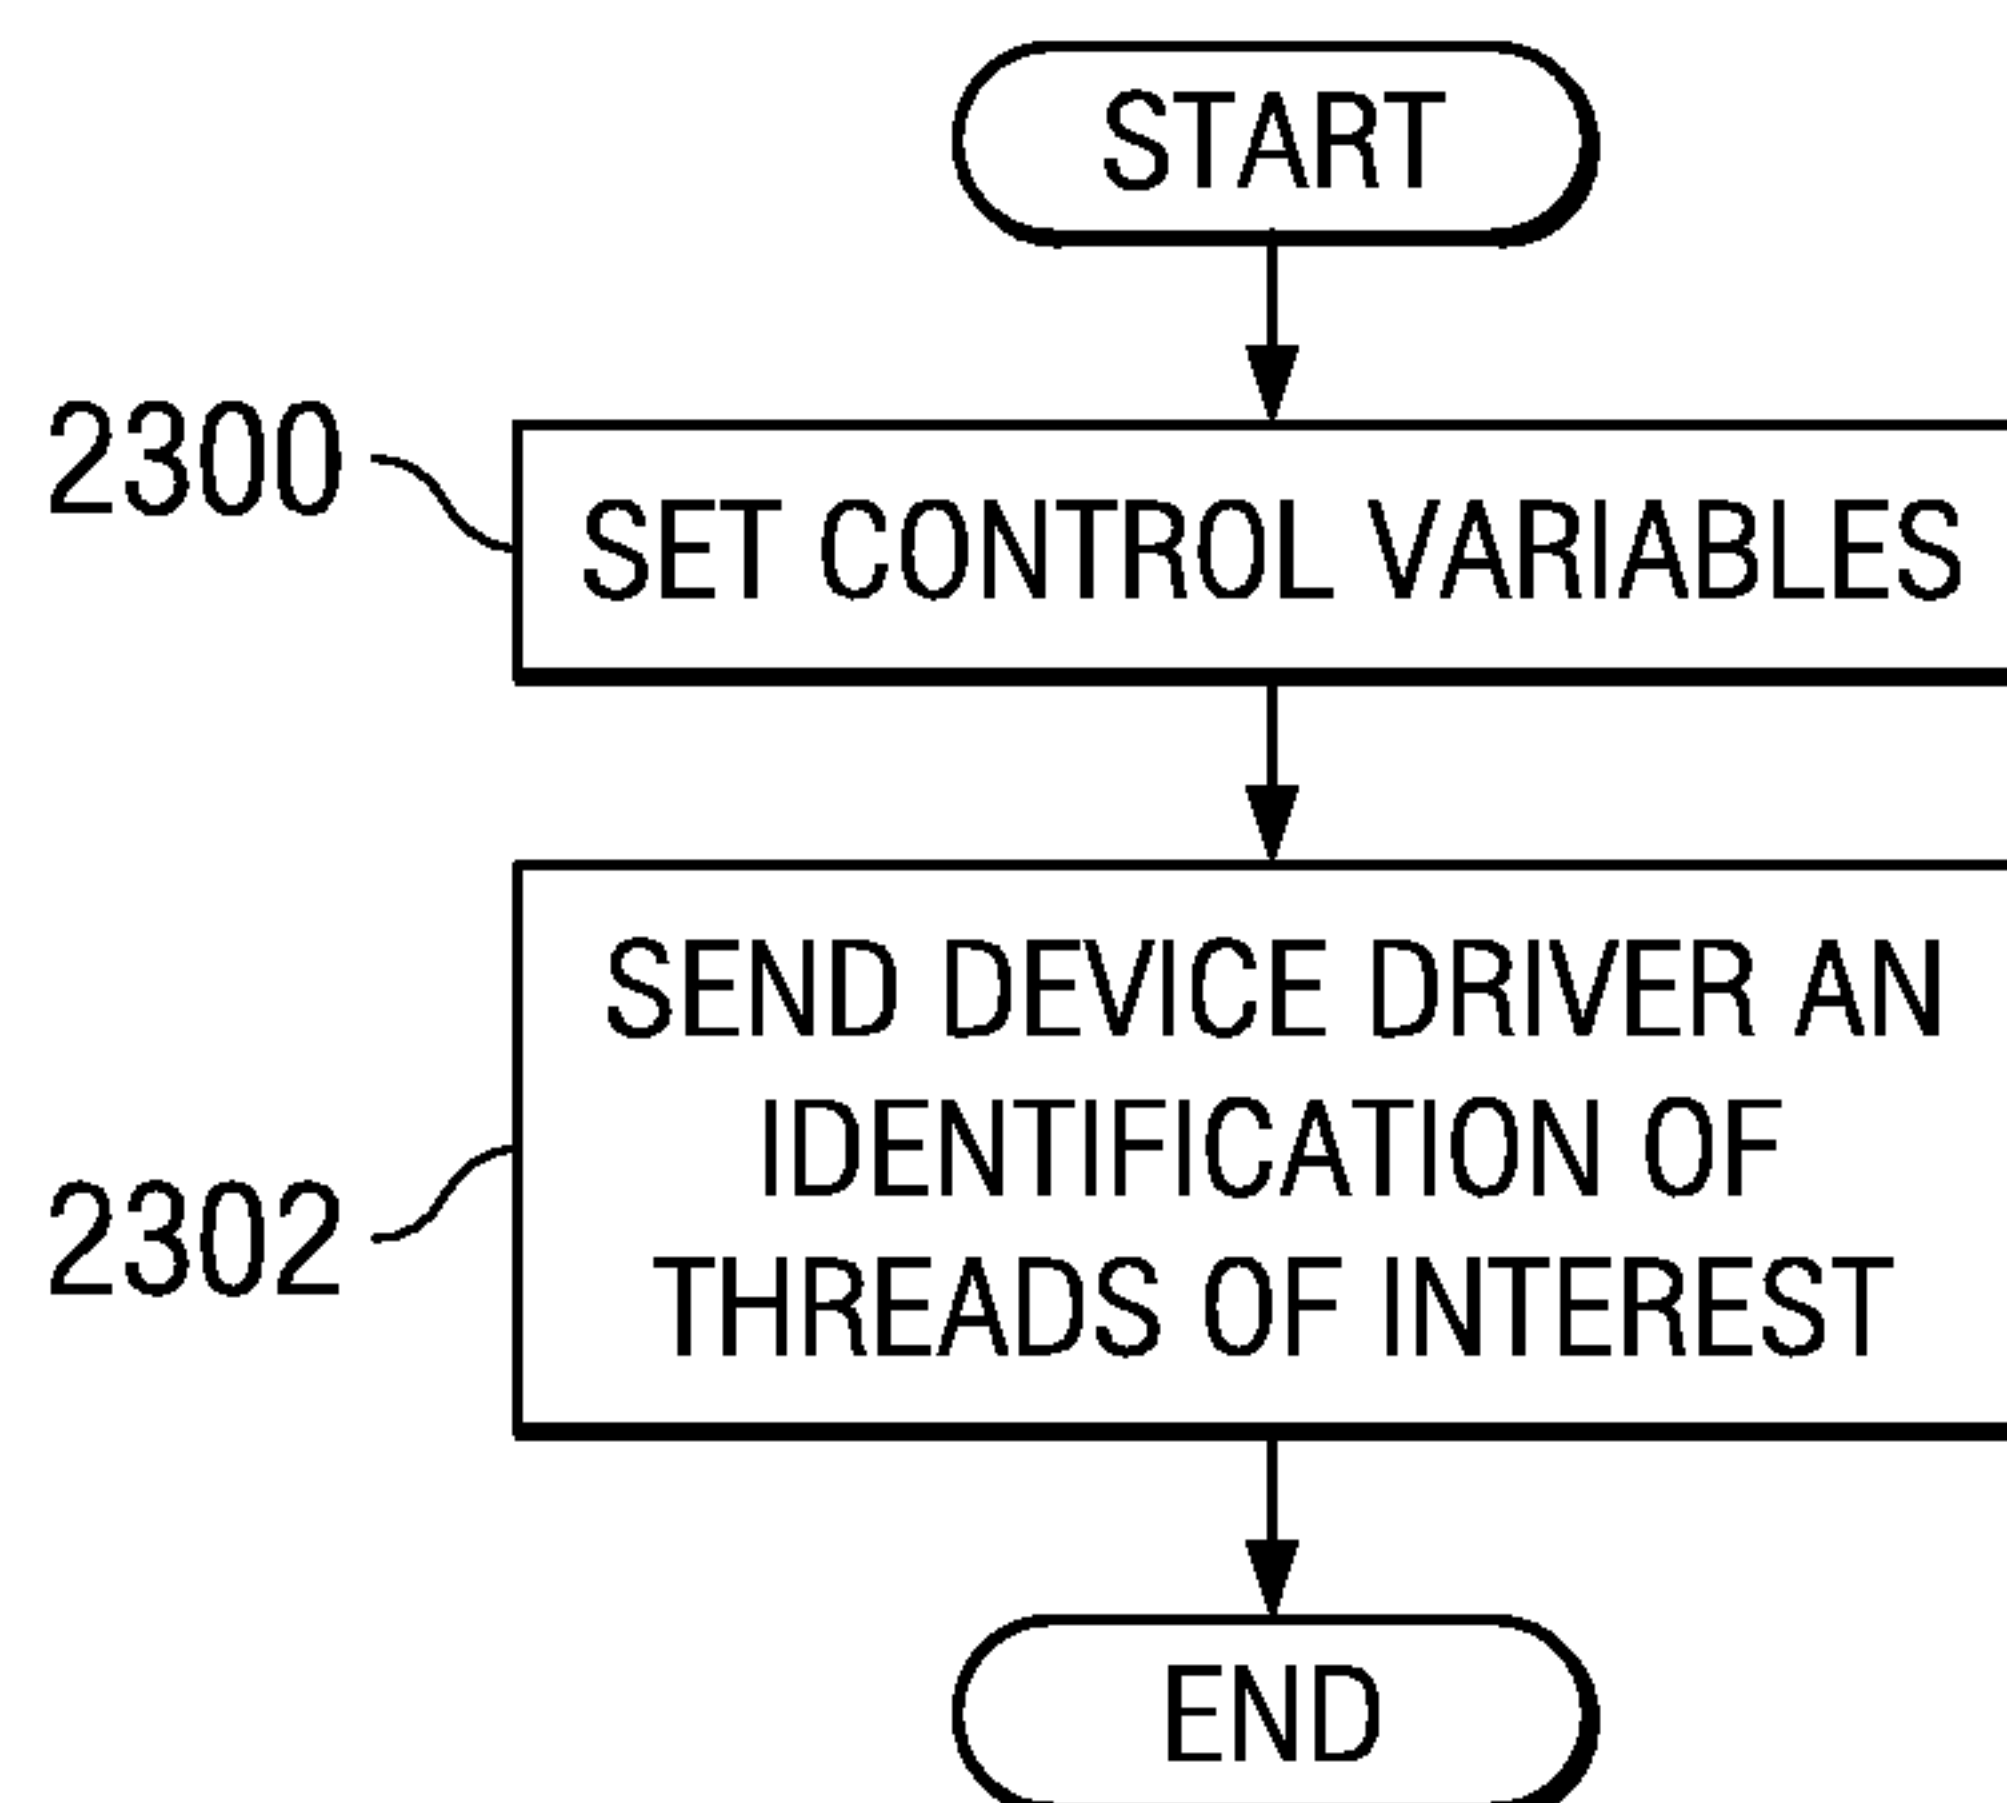 START
2300
SET CONTROL VARIABLES
SEND DEVICE DRIVER AN
IDENTIFICATION OF
THREADS OF INTEREST
2302
END